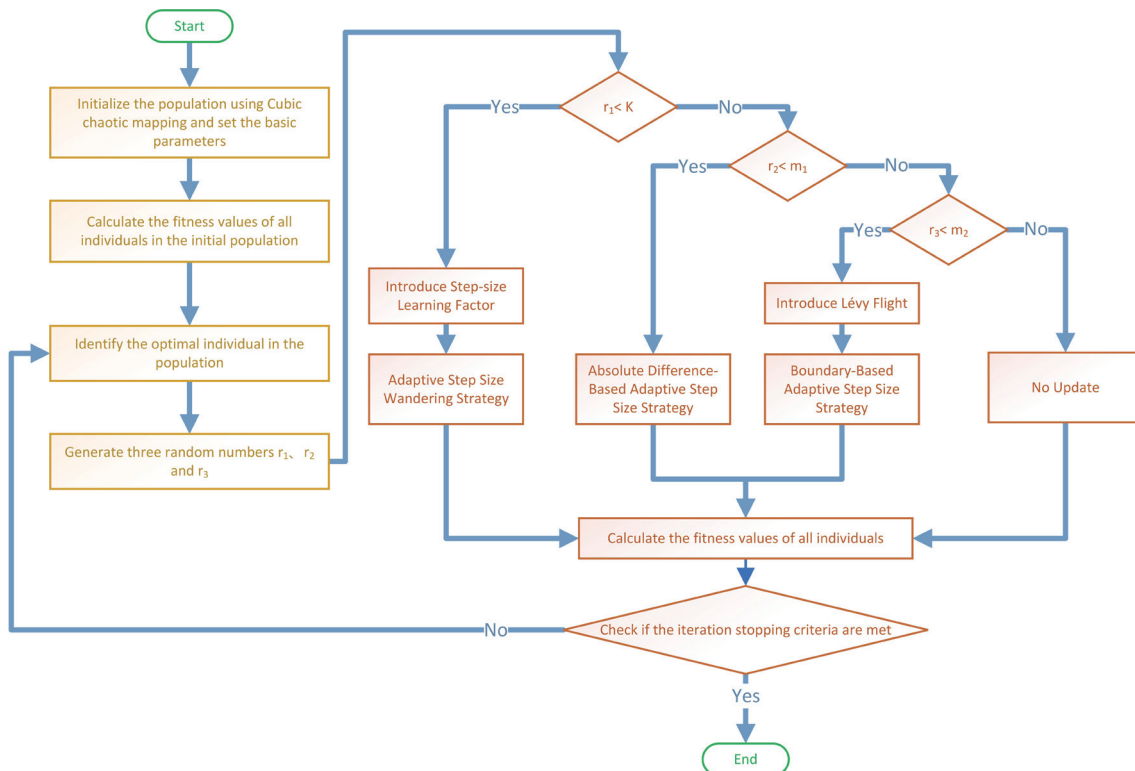 Start
Initialize the population using Cubic
chaotic mapping and set the basic
parameters
Calculate the fitness values of all
individuals in the initial population
Identify the optimal individual in the
population
Generate three random numbers r₁、 r₂
and r₃
r₁< K
Yes
No
r₂< m₁
Yes
No
r₃< m₂
Yes
No
Introduce Step-size
Learning Factor
Adaptive Step Size
Wandering Strategy
Absolute Difference-
Based Adaptive Step
Size Strategy
Introduce Lévy Flight
Boundary-Based
Adaptive Step Size
Strategy
No Update
Calculate the fitness values of all individuals
Check if the iteration stopping criteria are met
No
Yes
End